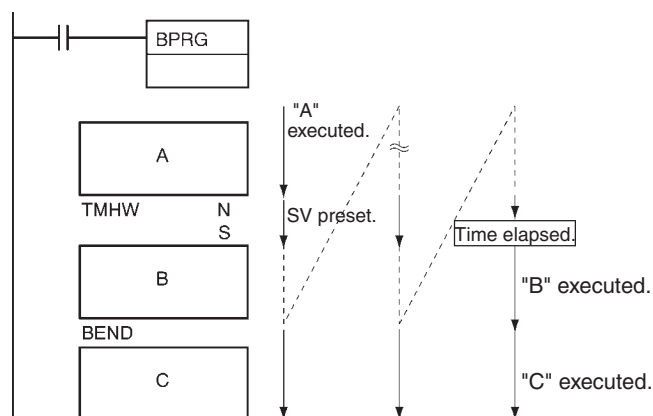 BPRG
"A"
executed.
A
TMHW N
S
SV preset.
Time elapsed.
B
"B" executed.
BEND
C
"C" executed.